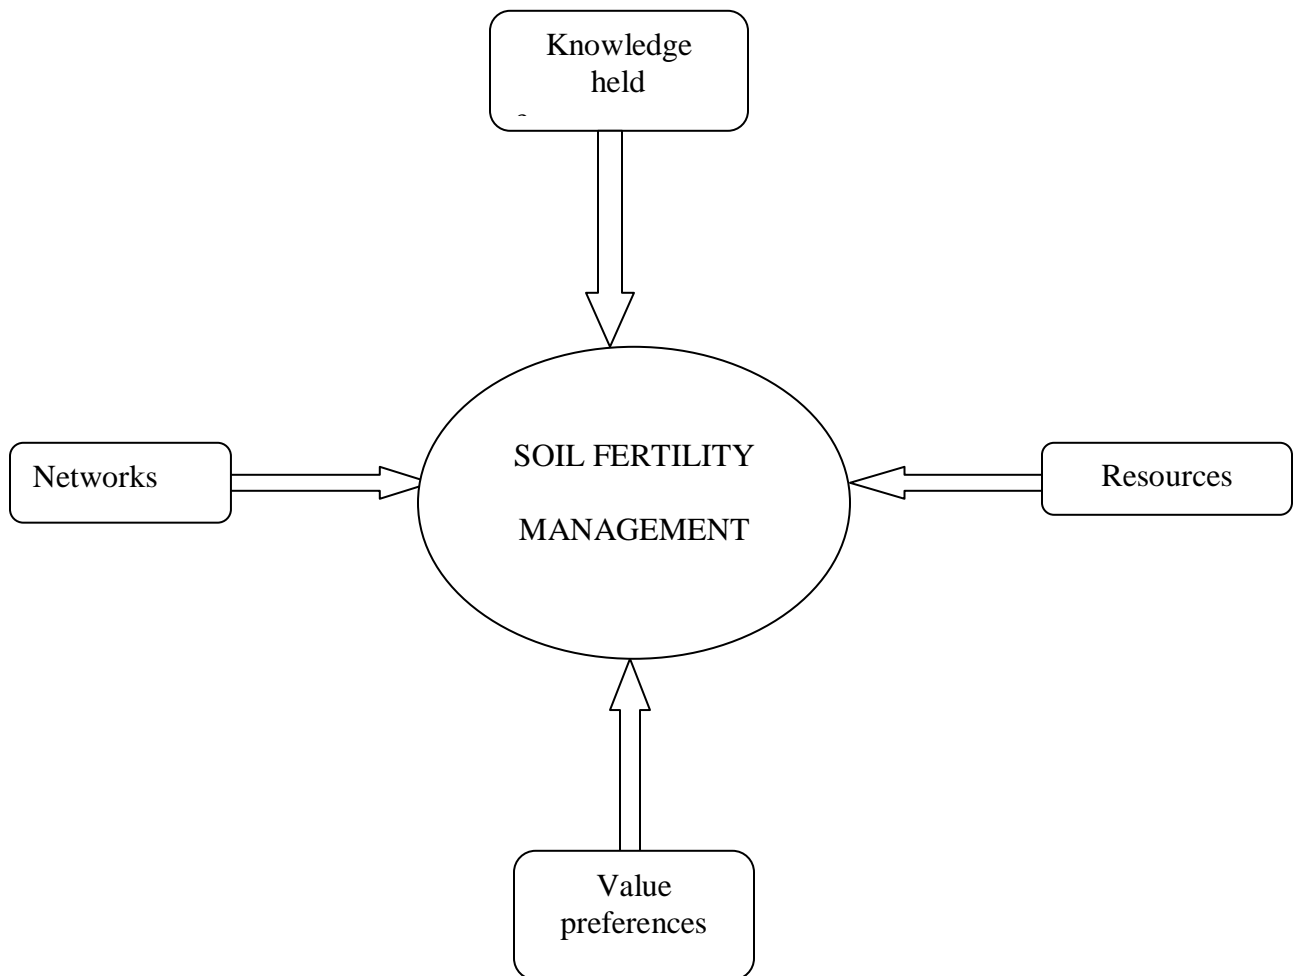 Knowledge
held
SOIL FERTILITY
MANAGEMENT
Networks
Resources
Value
preferences